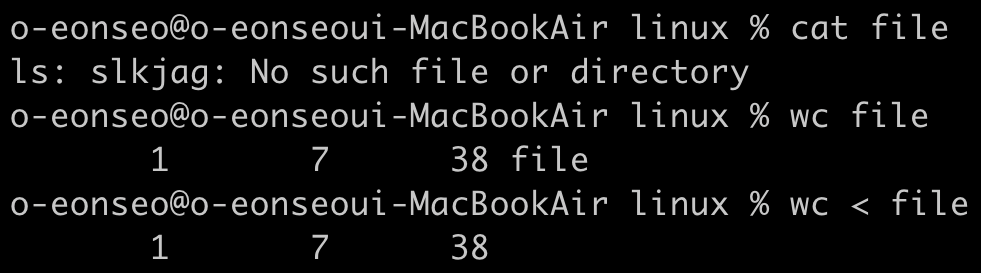 o-eonseo@o-eonseoui-MacBookAir linux % cat file
ls: slkjag: No such file or directory
o-eonseo@o-eonseoui-MacBookAir linux % wc file
       1       7      38 file
o-eonseo@o-eonseoui-MacBookAir linux % wc < file
       1       7      38